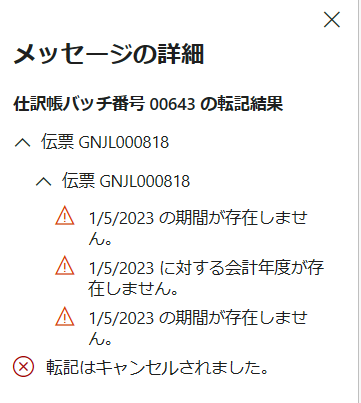 メッセージの詳細
仕訳帳バッチ番号 00643 の転記結果
伝票 GNJL000818
伝票 GNJL000818
1/5/2023 の期間が存在しませ
ん。
1/5/2023 に対する会計年度が存
在しません。
1/5/2023 の期間が存在しませ
ん。
転記はキャンセルされました。